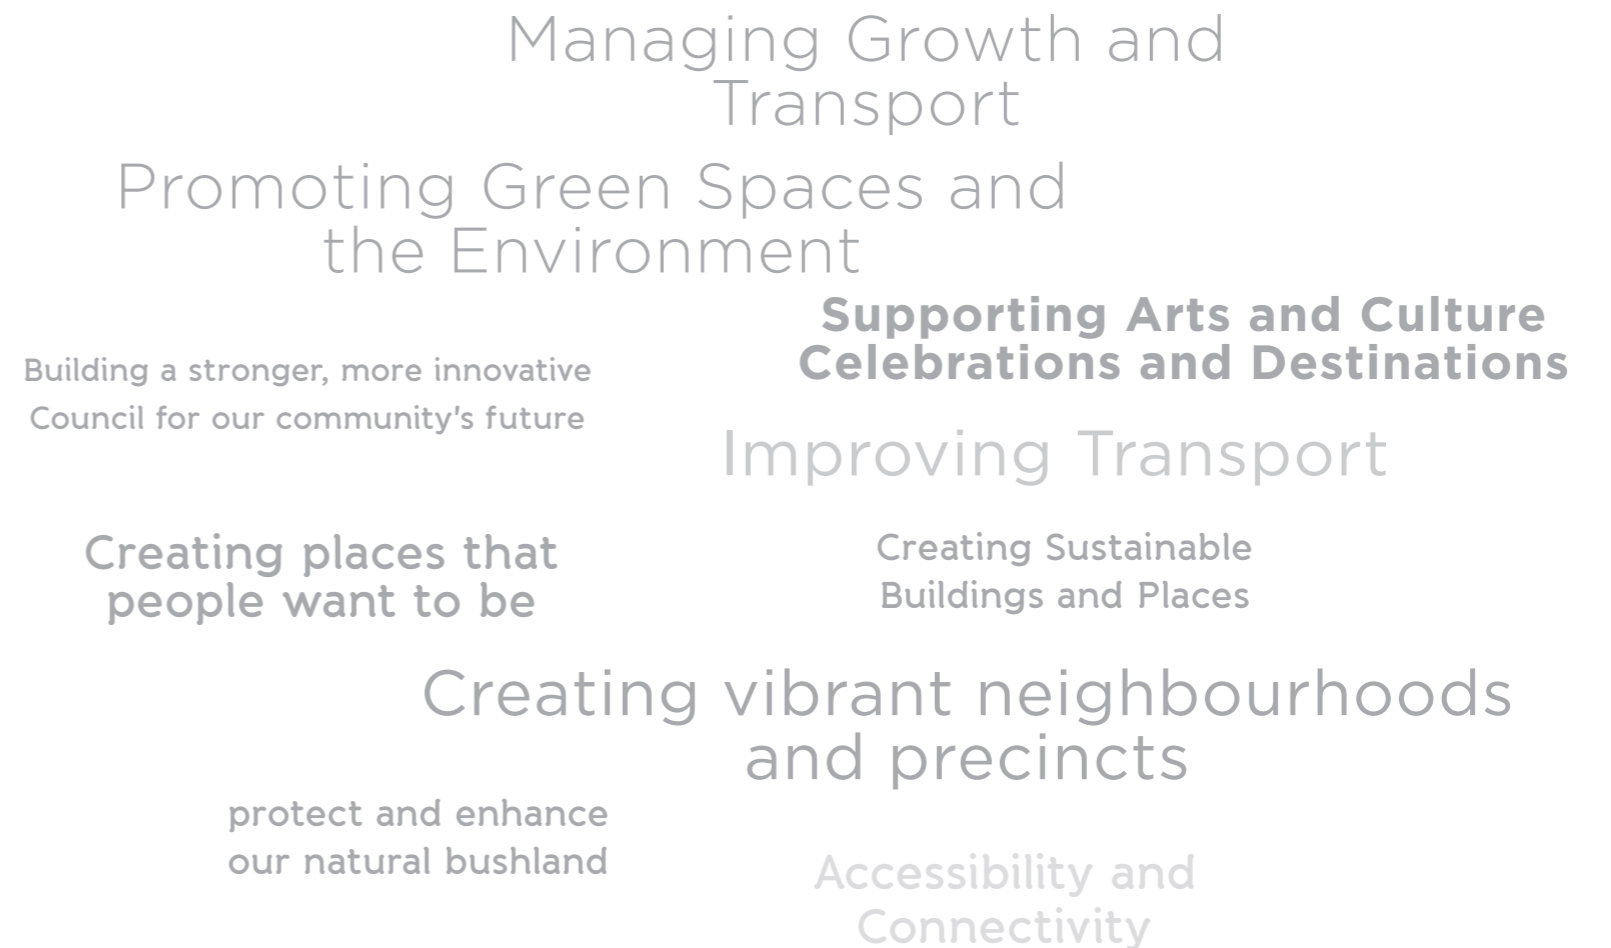 Managing Growth and
Transport
Promoting Green Spaces and
the Environment
Supporting Arts and Culture
Celebrations and Destinations
Building a stronger, more innovative
Council for our community's future
Improving Transport
Creating places that
people want to be
Creating Sustainable
Buildings and Places
Creating vibrant neighbourhoods
and precincts
protect and enhance
our natural bushland
Accessibility and
Connectivity